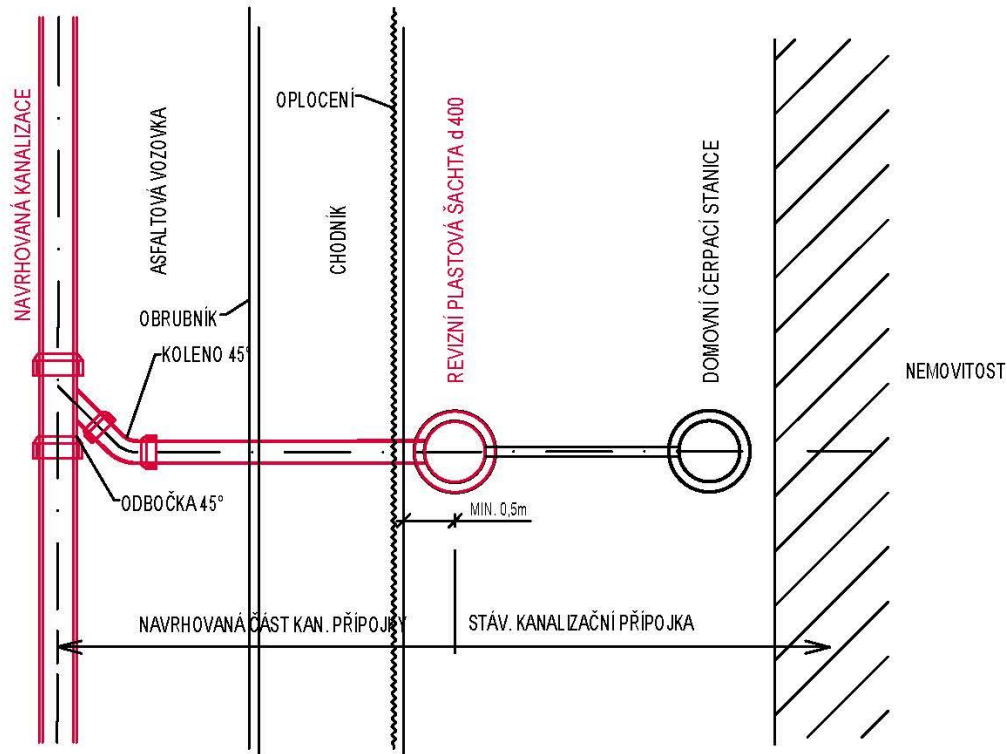 NAVRHOVANÁ KANALIZACE
ASFALTOVÁ VOZOVKA
OPLOCENÍ
CHODNÍK
REVIZNÍ PLASTOVÁ ŠACHTA d 400
DOMOVNÍ ČERPACÍ STANICE
OBRUBNÍK
KOLENO 45°
NEMOVITOST
ODBOČKA 45°
MIN. 0,5m
NAVRHOVANÁ ČÁST KAN. PŘÍPOJKY
STÁV. KANALIZAČNÍ PŘÍPOJKA